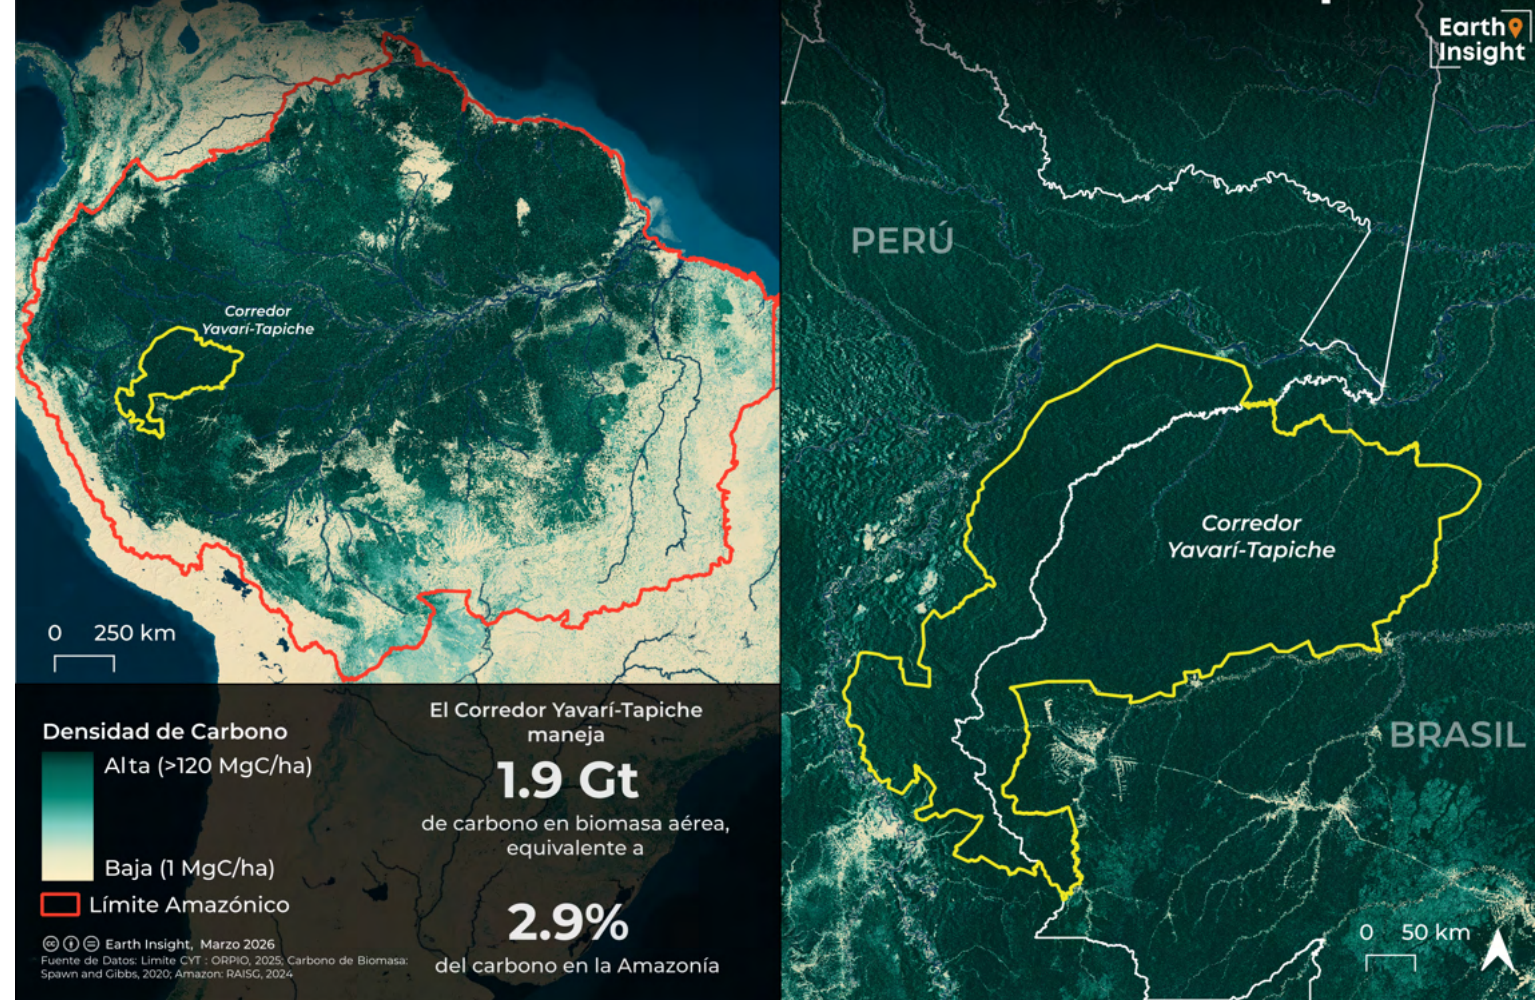 Earth
Insight
Corredor
Yavarí-Tapiche
0 250 km
Densidad de Carbono
Alta (>120 MgC/ha)
Baja (1 MgC/ha)
Límite Amazónico
Earth Insight, Marzo 2026
Fuente de Datos: Limite CYT : ORPIO, 2025; Carbono de Biomasa:
Spawn and Gibbs, 2020; Amazon: RAISG, 2024
El Corredor Yavarí-Tapiche
maneja
1.9 Gt
de carbono en biomasa aérea,
equivalente a
2.9%
del carbono en la Amazonía
PERÚ
Corredor
Yavarí-Tapiche
BRASIL
0 50 km